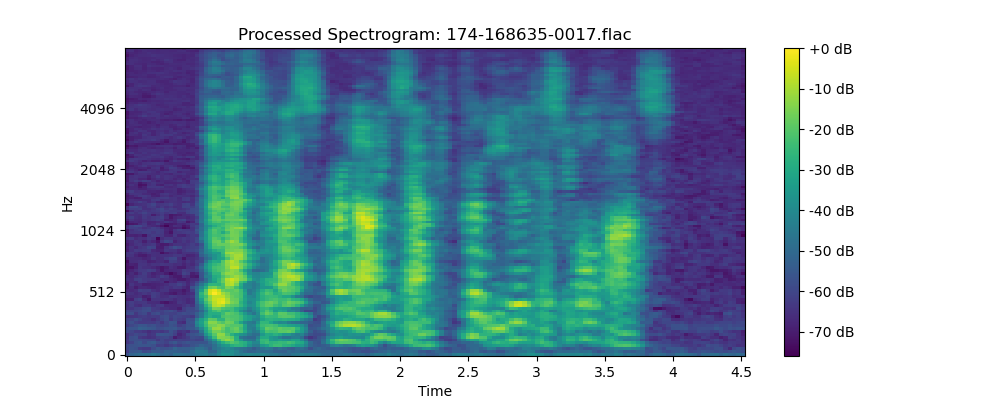 Processed Spectrogram: 174-168635-0017.flac
Hz
4096
2048
1024
512
0
0 0.5 1 1.5 2 2.5 3 3.5 4 4.5
Time
+0 dB
-10 dB
-20 dB
-30 dB
-40 dB
-50 dB
-60 dB
-70 dB